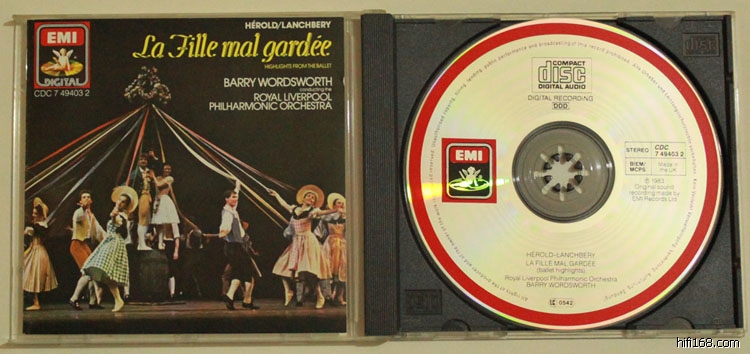 HÉROLD/LANCHBERY
EMI
DIGITAL
CDC 7 49403 2
La Fille mal gardée
HIGHLIGHTS FROM THE BALLET
BARRY WORDSWORTH
conducting the
ROYAL LIVERPOOL
PHILHARMONIC ORCHESTRA
COMPACT
disc
DIGITAL AUDIO
DIGITAL RECORDING
DDD
EMI
STEREO
CDC
7 49403 2
BIEM/
MCPS
Made in
the UK
℗ 1983
Original sound
recording made by
EMI Records Ltd
HÉROLD-LANCHBERY
LA FILLE MAL GARDÉE
(ballet highlights)
Royal Liverpool Philharmonic Orchestra
BARRY WORDSWORTH
LC 0542
hifi168.com